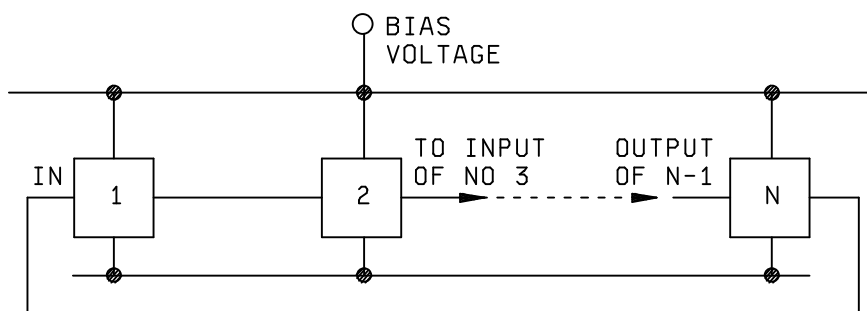 BIAS
VOLTAGE
TO INPUT
OF NO 3
OUTPUT
OF N-1
IN
1
2
N